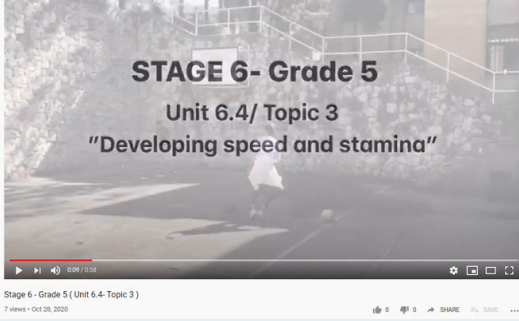 STAGE 6- Grade 5
Unit 6.4/ Topic 3
”Developing speed and stamina”
0:09 / 0:58
Stage 6 - Grade 5 ( Unit 6.4- Topic 3 )
7 views • Oct 28, 2020
0 0 SHARE SAVE